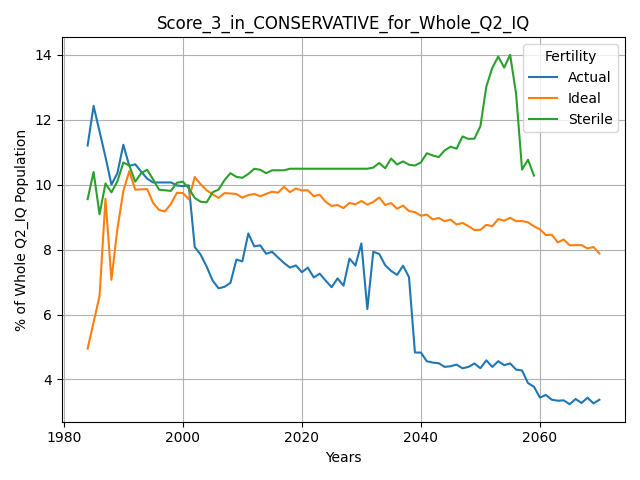 Score_3_in_CONSERVATIVE_for_Whole_Q2_IQ
% of Whole Q2_IQ Population
14
12
10
8
6
4
Fertility
Actual
Ideal
Sterile
1980
2000
2020
2040
2060
Years